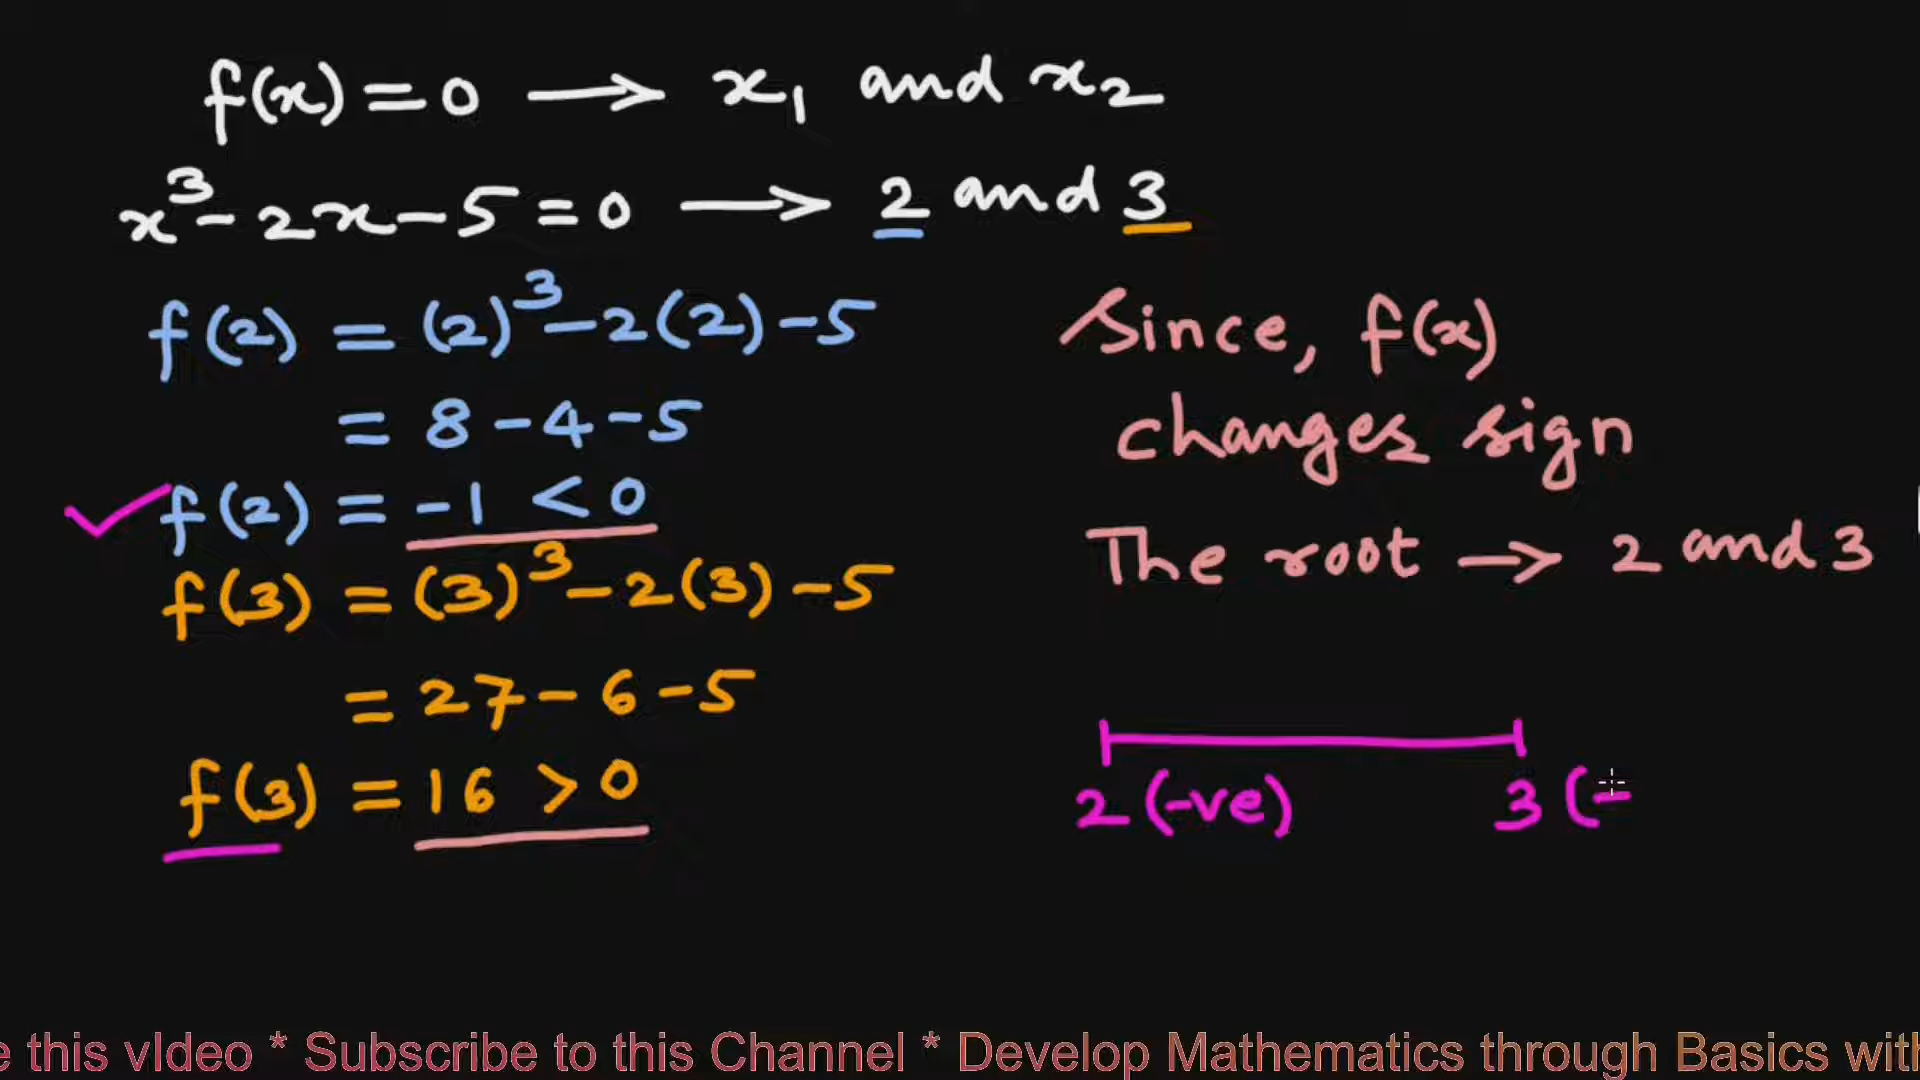 f(x) = 0 → x₁ and x₂
x³ - 2x - 5 = 0 → 2 and 3
f(2) = (2)³ - 2(2) - 5
= 8 - 4 - 5
✓ f(2) = -1 < 0
f(3) = (3)³ - 2(3) - 5
= 27 - 6 - 5
f(3) = 16 > 0
Since, f(x)
changes sign
The root → 2 and 3
2 (-ve) 3 (-
e this vIdeo * Subscribe to this Channel * Develop Mathematics through Basics with